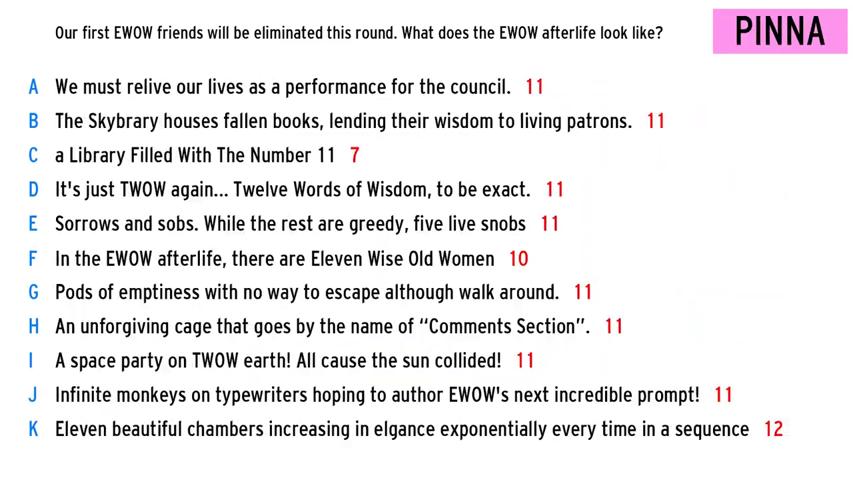 Our first EWOW friends will be eliminated this round. What does the EWOW afterlife look like?
PINNA
A We must relive our lives as a performance for the council. 11
B The Skybrary houses fallen books, lending their wisdom to living patrons. 11
C a Library Filled With The Number 11 7
D It's just TWOW again... Twelve Words of Wisdom, to be exact. 11
E Sorrows and sobs. While the rest are greedy, five live snobs 11
F In the EWOW afterlife, there are Eleven Wise Old Women 10
G Pods of emptiness with no way to escape although walk around. 11
H An unforgiving cage that goes by the name of “Comments Section”. 11
I A space party on TWOW earth! All cause the sun collided! 11
J Infinite monkeys on typewriters hoping to author EWOW's next incredible prompt! 11
K Eleven beautiful chambers increasing in elgance exponentially every time in a sequence 12